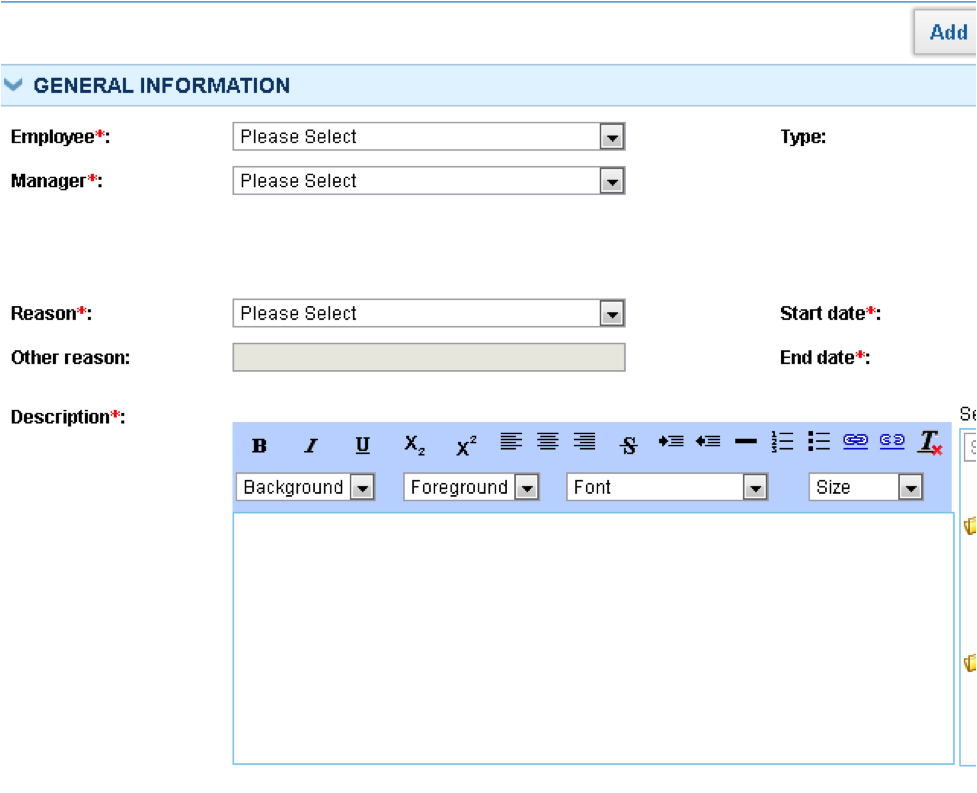 Add
GENERAL INFORMATION
Employee*: Please Select Type:
Manager*: Please Select
Reason*: Please Select Start date*:
Other reason: End date*:
Description*:
B I U X₂ X² S T
Background Foreground Font Size